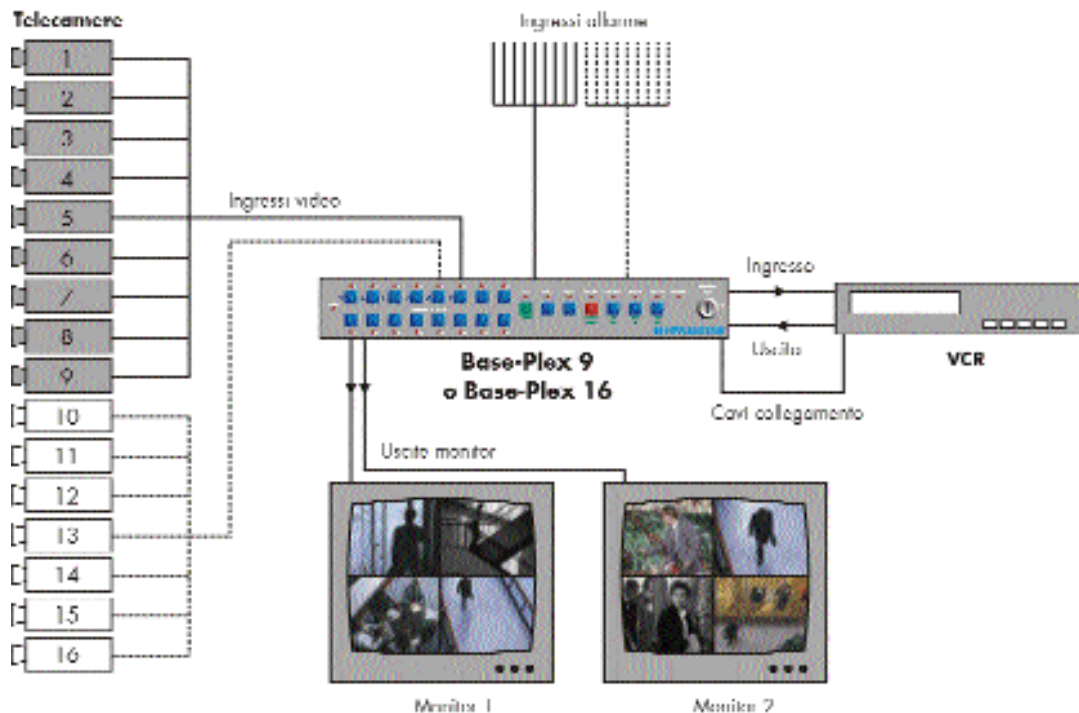 Telecamere
1
2
3
4
5
6
7
8
9
10
11
12
13
14
15
16
Ingressi allarme
Ingressi video
Base-Plex 9
o Base-Plex 16
Ingresso
Uscita
VCR
Cavi collegamento
Uscite monitor
Monitor 1
Monitor 2